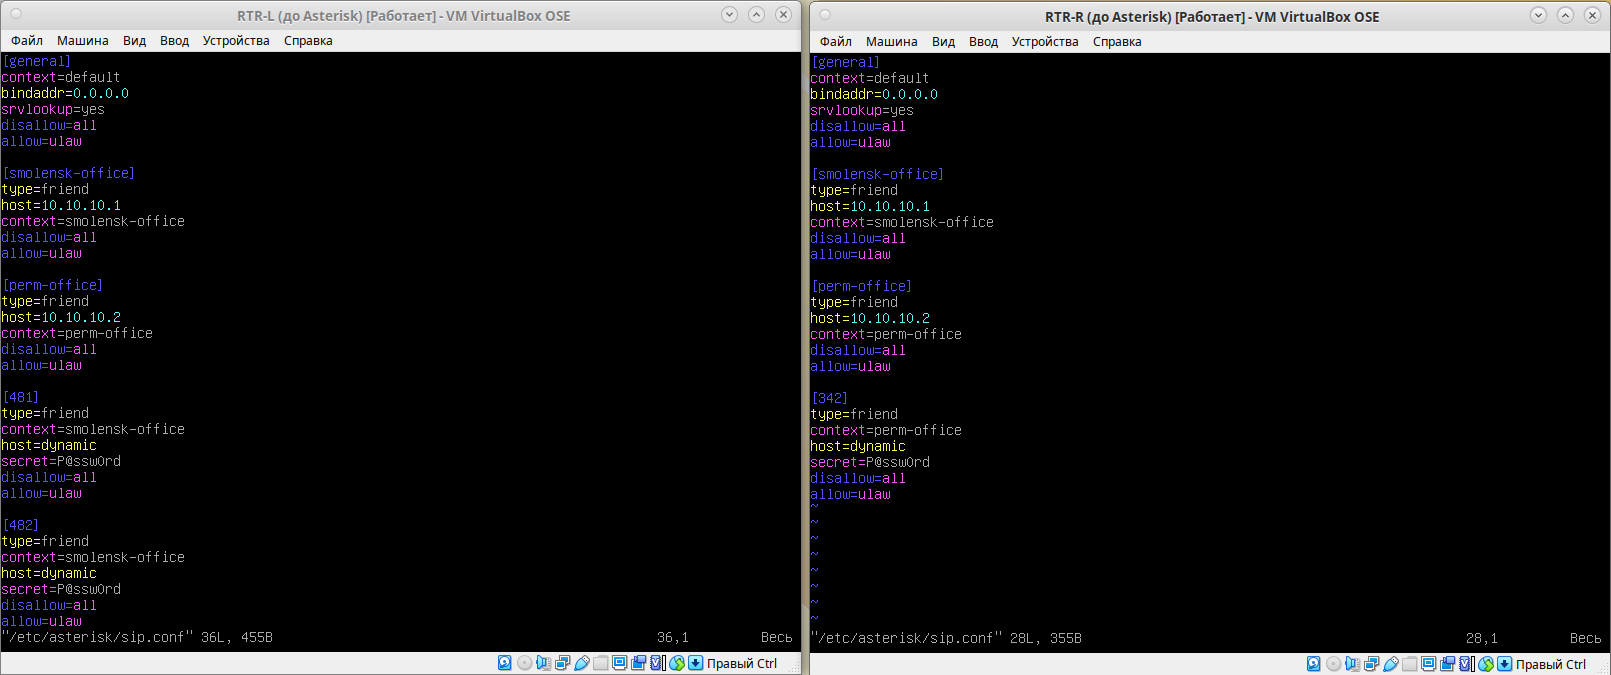 RTR-L (до Asterisk) [Работает] - VM VirtualBox OSE
Файл Машина Вид Ввод Устройства Справка
[general]
context=default
bindaddr=0.0.0.0
srvlookup=yes
disallow=all
allow=ulaw
[smolensk-office]
type=friend
host=10.10.10.1
context=smolensk-office
disallow=all
allow=ulaw
[perm-office]
type=friend
host=10.10.10.2
context=perm-office
disallow=all
allow=ulaw
[481]
type=friend
context=smolensk-office
host=dynamic
secret=P@ssw0rd
disallow=all
allow=ulaw
[482]
type=friend
context=smolensk-office
host=dynamic
secret=P@ssw0rd
disallow=all
allow=ulaw
"/etc/asterisk/sip.conf" 36L, 455B 36,1 Весь
Правый Ctrl
RTR-R (до Asterisk) [Работает] - VM VirtualBox OSE
Файл Машина Вид Ввод Устройства Справка
[general]
context=default
bindaddr=0.0.0.0
srvlookup=yes
disallow=all
allow=ulaw
[smolensk-office]
type=friend
host=10.10.10.1
context=smolensk-office
disallow=all
allow=ulaw
[perm-office]
type=friend
host=10.10.10.2
context=perm-office
disallow=all
allow=ulaw
[342]
type=friend
context=perm-office
host=dynamic
secret=P@ssw0rd
disallow=all
allow=ulaw
~
~
~
~
~
~
~
~
"/etc/asterisk/sip.conf" 28L, 355B 28,1 Весь
Правый Ctrl